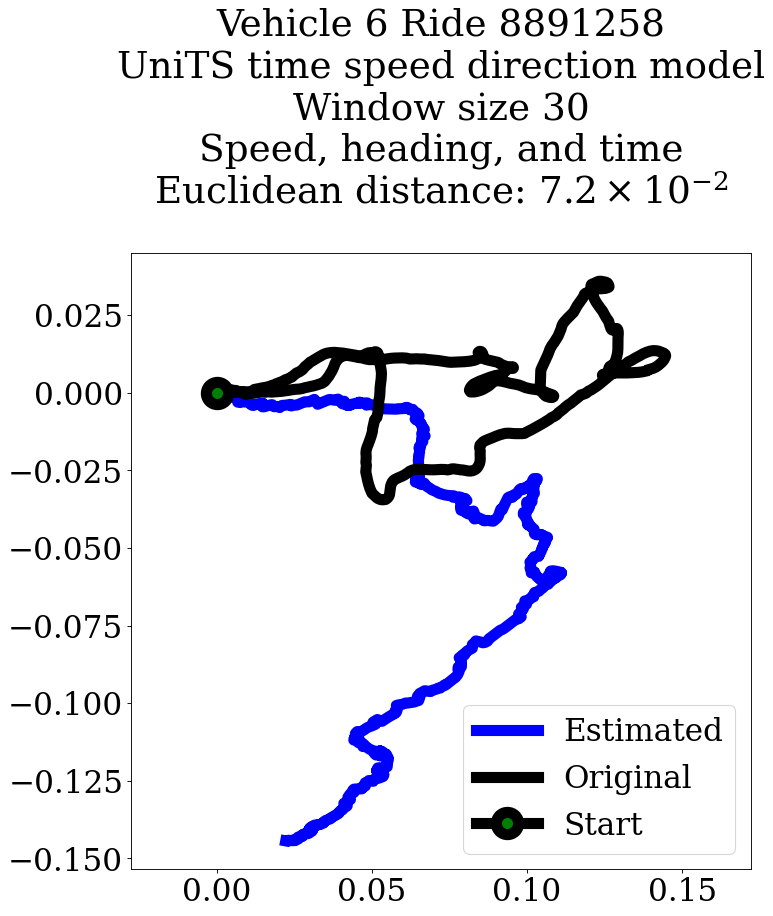 Vehicle 6 Ride 8891258
UniTS time speed direction model
Window size 30
Speed, heading, and time
Euclidean distance: 7.2 × 10⁻²
0.025
0.000
−0.025
−0.050
−0.075
−0.100
−0.125
−0.150
Estimated
Original
Start
0.00 0.05 0.10 0.15